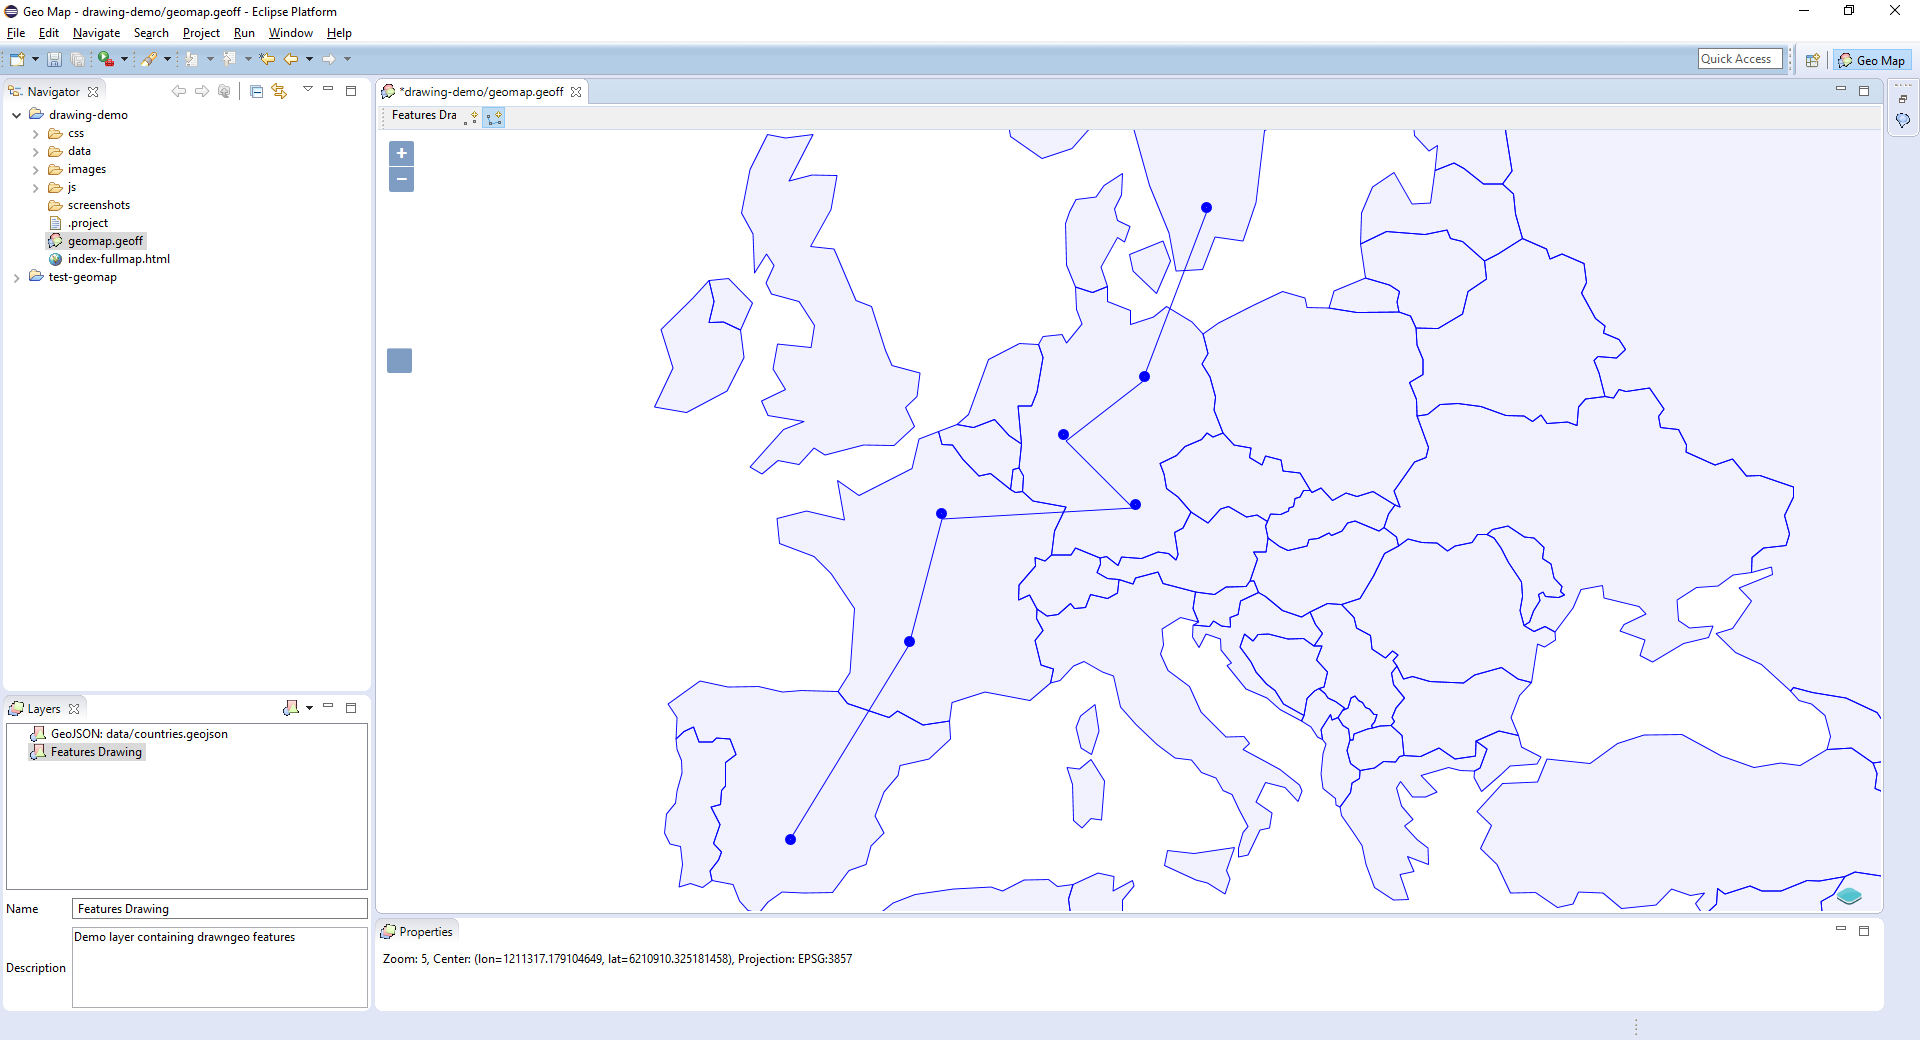 Geo Map - drawing-demo/geomap.geoff - Eclipse Platform
File Edit Navigate Search Project Run Window Help
Quick Access
Geo Map
Navigator
drawing-demo
css
data
images
js
screenshots
.project
geomap.geoff
index-fullmap.html
test-geomap
*drawing-demo/geomap.geoff
Features Dra
+
−
Layers
GeoJSON: data/countries.geojson
Features Drawing
Name Features Drawing
Description Demo layer containing drawngeo features
Properties
Zoom: 5, Center: (lon=1211317.179104649, lat=6210910.325181458), Projection: EPSG:3857